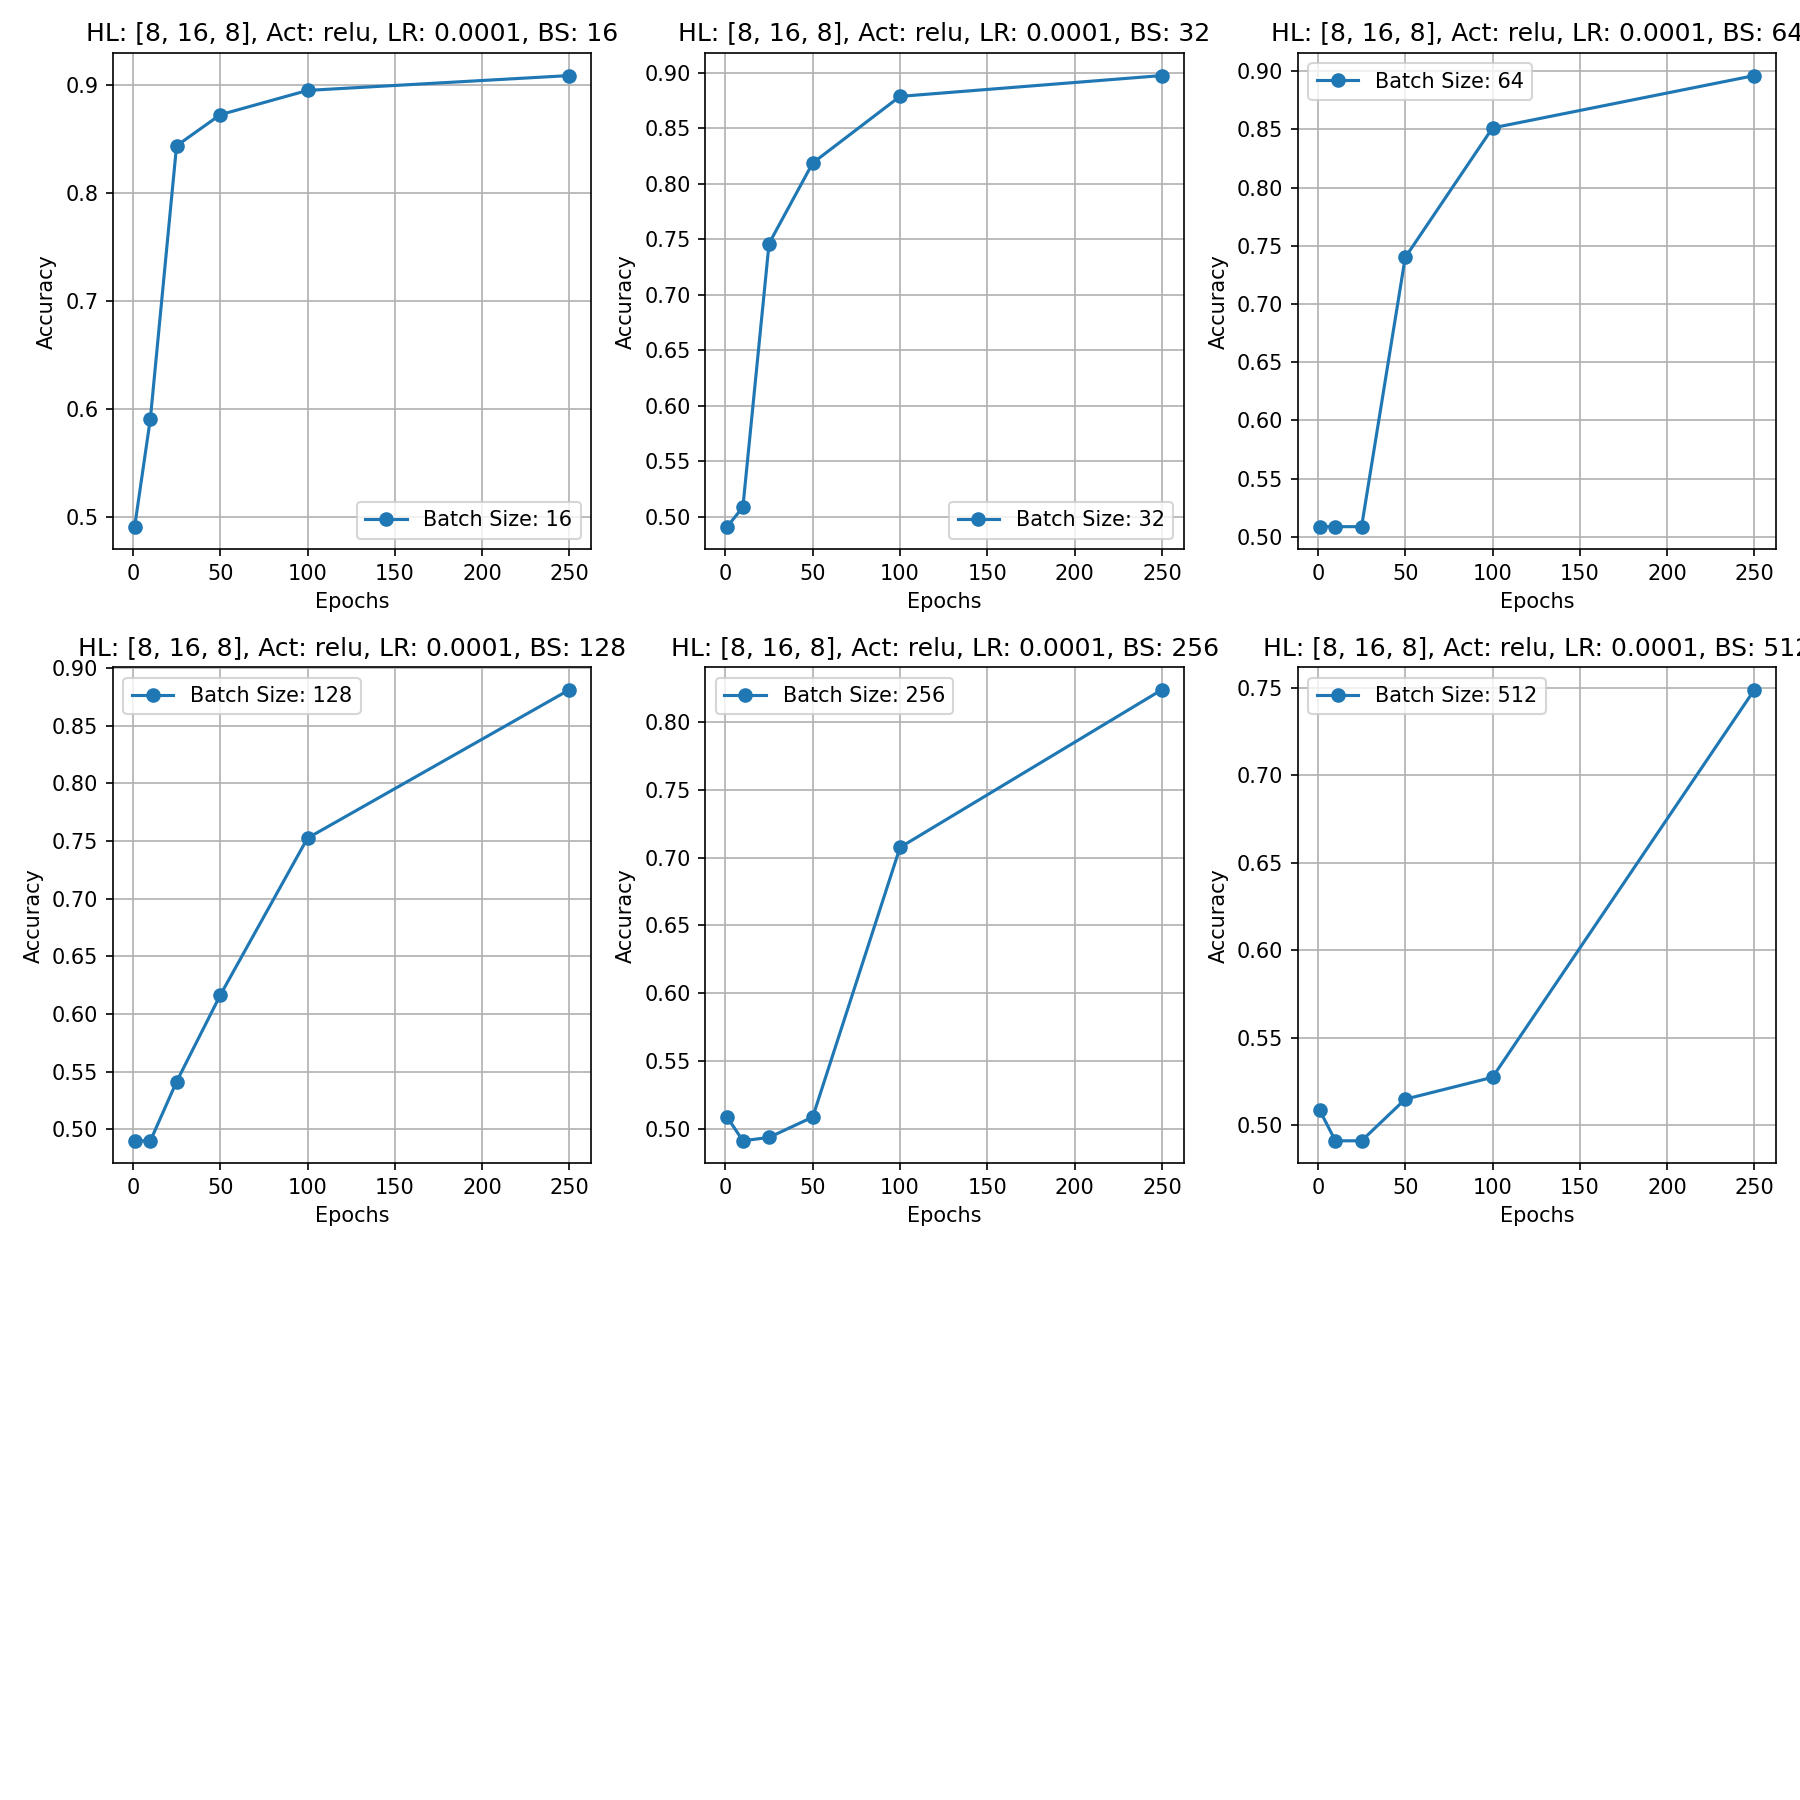 HL: [8, 16, 8], Act: relu, LR: 0.0001, BS: 16
0.9
0.8
0.7
0.6
0.5
Accuracy
Batch Size: 16
0 50 100 150 200 250
Epochs
HL: [8, 16, 8], Act: relu, LR: 0.0001, BS: 32
0.90
0.85
0.80
0.75
0.70
0.65
0.60
0.55
0.50
Accuracy
Batch Size: 32
0 50 100 150 200 250
Epochs
HL: [8, 16, 8], Act: relu, LR: 0.0001, BS: 64
Batch Size: 64
0.90
0.85
0.80
0.75
0.70
0.65
0.60
0.55
0.50
Accuracy
0 50 100 150 200 250
Epochs
HL: [8, 16, 8], Act: relu, LR: 0.0001, BS: 128
Batch Size: 128
0.90
0.85
0.80
0.75
0.70
0.65
0.60
0.55
0.50
Accuracy
0 50 100 150 200 250
Epochs
HL: [8, 16, 8], Act: relu, LR: 0.0001, BS: 256
Batch Size: 256
0.80
0.75
0.70
0.65
0.60
0.55
0.50
Accuracy
0 50 100 150 200 250
Epochs
HL: [8, 16, 8], Act: relu, LR: 0.0001, BS: 512
Batch Size: 512
0.75
0.70
0.65
0.60
0.55
0.50
Accuracy
0 50 100 150 200 250
Epochs